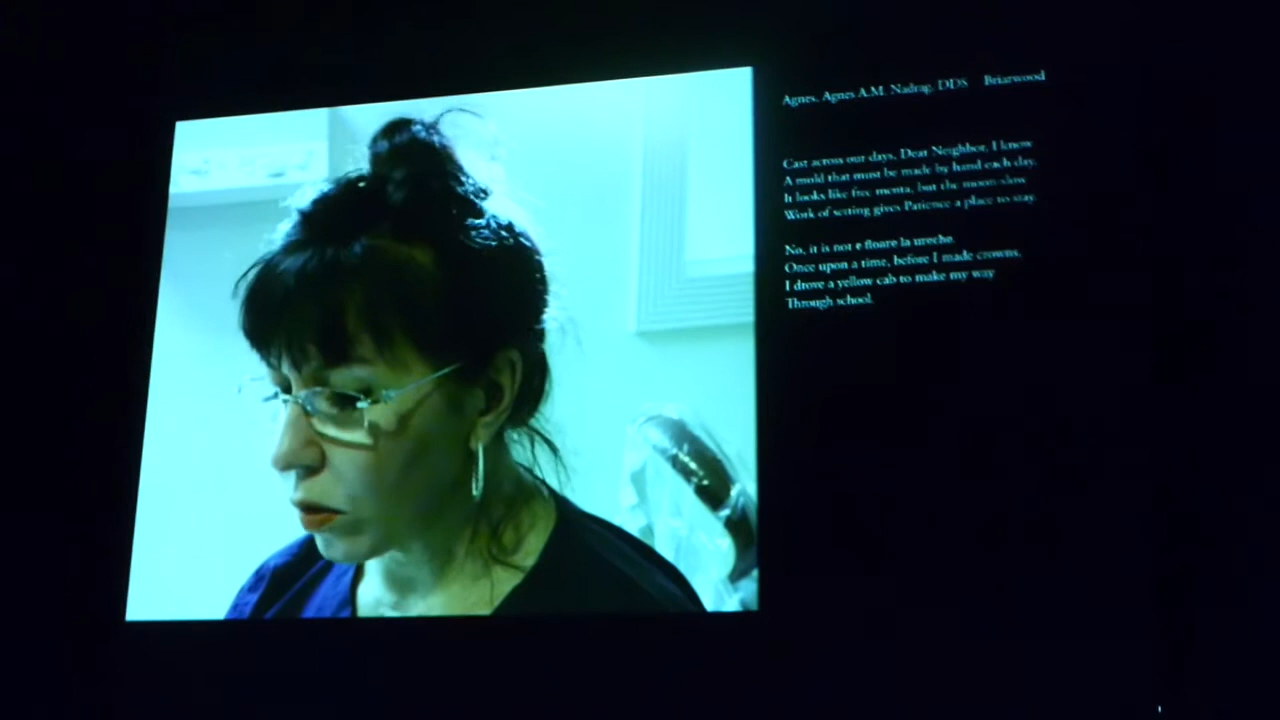 Agnes, Agnes A.M. Nadrag, DDS Briarwood
Cast across our days, Dear Neighbor, I know
A mold that must be made by hand each day.
It looks like free menta, but the moon-slow
Work of setting gives Patience a place to stay.
No, it is not e floare la ureche.
Once upon a time, before I made crowns,
I drove a yellow cab to make my way
Through school.